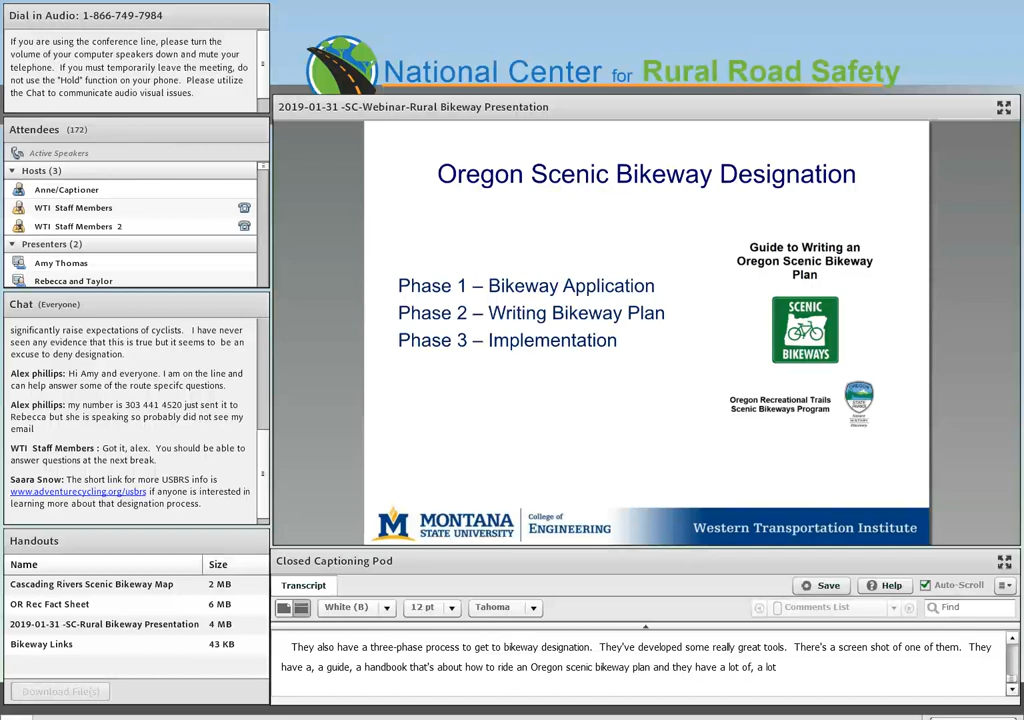 Dial in Audio: 1-866-749-7984
If you are using the conference line, please turn the
volume of your computer speakers down and mute your
telephone. If you must temporarily leave the meeting, do
not use the "Hold" function on your phone. Please utilize
the Chat to communicate audio visual issues.
Attendees (172)
Active Speakers
Hosts (3)
Anne/Captioner
WTI Staff Members
WTI Staff Members 2
Presenters (2)
Amy Thomas
Rebecca and Taylor
Chat (Everyone)
significantly raise expectations of cyclists. I have never
seen any evidence that this is true but it seems to be an
excuse to deny designation.
Alex phillips: Hi Amy and everyone. I am on the line and
can help answer some of the route specifc questions.
Alex phillips: my number is 303 441 4520 just sent it to
Rebecca but she is speaking so probably did not see my
email
WTI Staff Members : Got it, alex. You should be able to
answer questions at the next break.
Saara Snow: The short link for more USBRS info is
www.adventurecycling.org/usbrs if anyone is interested in
learning more about that designation process.
Handouts
Name Size
Cascading Rivers Scenic Bikeway Map 2 MB
OR Rec Fact Sheet 6 MB
2019-01-31 -SC-Rural Bikeway Presentation 4 MB
Bikeway Links 43 KB
Download File(s)
National Center for Rural Road Safety
2019-01-31 -SC-Webinar-Rural Bikeway Presentation
Oregon Scenic Bikeway Designation
Phase 1 – Bikeway Application
Phase 2 – Writing Bikeway Plan
Phase 3 – Implementation
Guide to Writing an
Oregon Scenic Bikeway
Plan
SCENIC
BIKEWAYS
Oregon Recreational Trails
Scenic Bikeways Program
OREGON
STATE
PARKS
M
MONTANA
STATE UNIVERSITY
College of
ENGINEERING
Western Transportation Institute
Closed Captioning Pod
Transcript
Save
Help
Auto-Scroll
White (B)
12 pt
Tahoma
Comments List
Find
They also have a three-phase process to get to bikeway designation. They've developed some really great tools. There's a screen shot of one of them. They
have a, a guide, a handbook that's about how to ride an Oregon scenic bikeway plan and they have a lot of, a lot